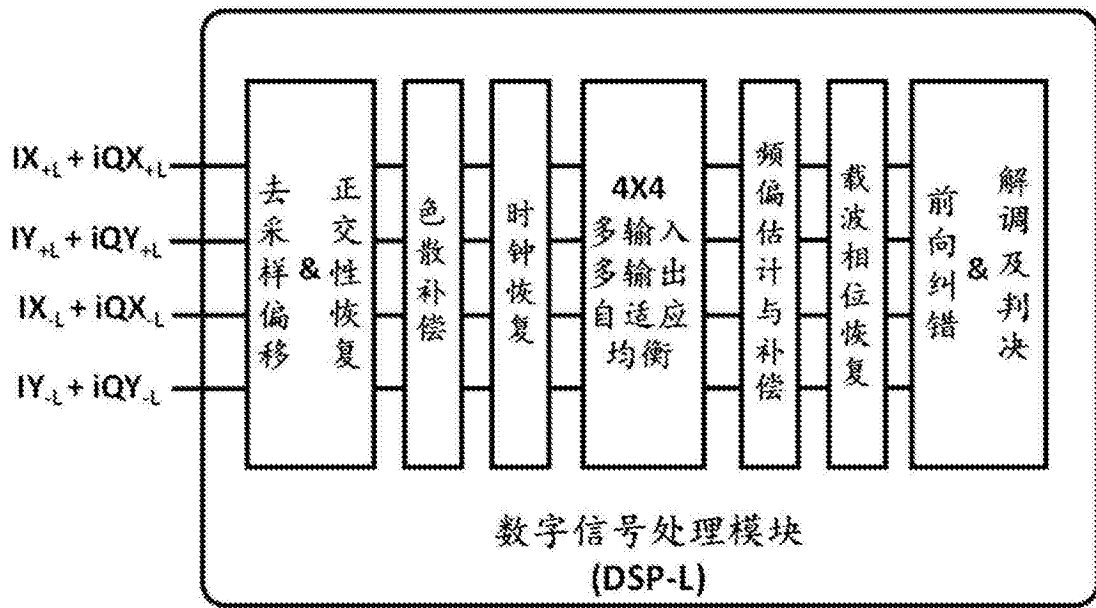 IX+L + iQX+L
IY+L + iQY+L
IX-L + iQX-L
IY-L + iQY-L
去采样偏移
&
正交性恢复
色散补偿
时钟恢复
4X4
多输入
多输出
自适应
均衡
频偏估计与补偿
载波相位恢复
前向纠错
&
解调及判决
数字信号处理模块
(DSP-L)